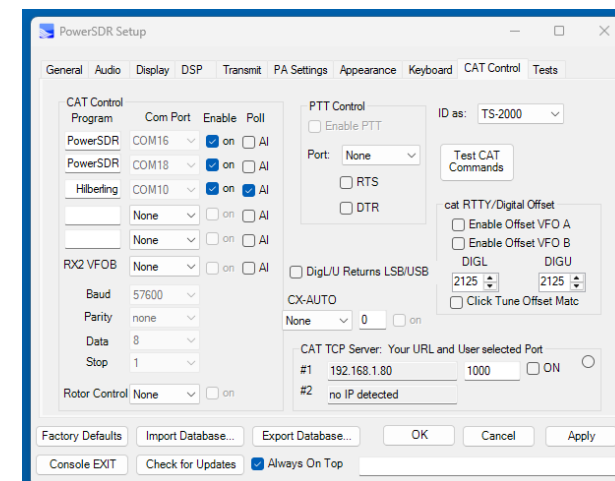 PowerSDR Setup
General Audio Display DSP Transmit PA Settings Appearance Keyboard CAT Control Tests
CAT Control
Program Com Port Enable Poll
PowerSDR COM16 on AI
PowerSDR COM18 on AI
Hilberling COM10 on AI
None on AI
None on AI
RX2 VFOB None on AI
Baud 57600
Parity none
Data 8
Stop 1
Rotor Control None on
PTT Control
Enable PTT
Port: None
RTS
DTR
ID as: TS-2000
Test CAT
Commands
cat RTTY/Digital Offset
Enable Offset VFO A
Enable Offset VFO B
DIGL DIGU
2125 2125
Click Tune Offset Matc
DigL/U Returns LSB/USB
CX-AUTO
None 0 on
CAT TCP Server: Your URL and User selected Port
#1 192.168.1.80 1000 ON
#2 no IP detected
Factory Defaults Import Database... Export Database... OK Cancel Apply
Console EXIT Check for Updates Always On Top